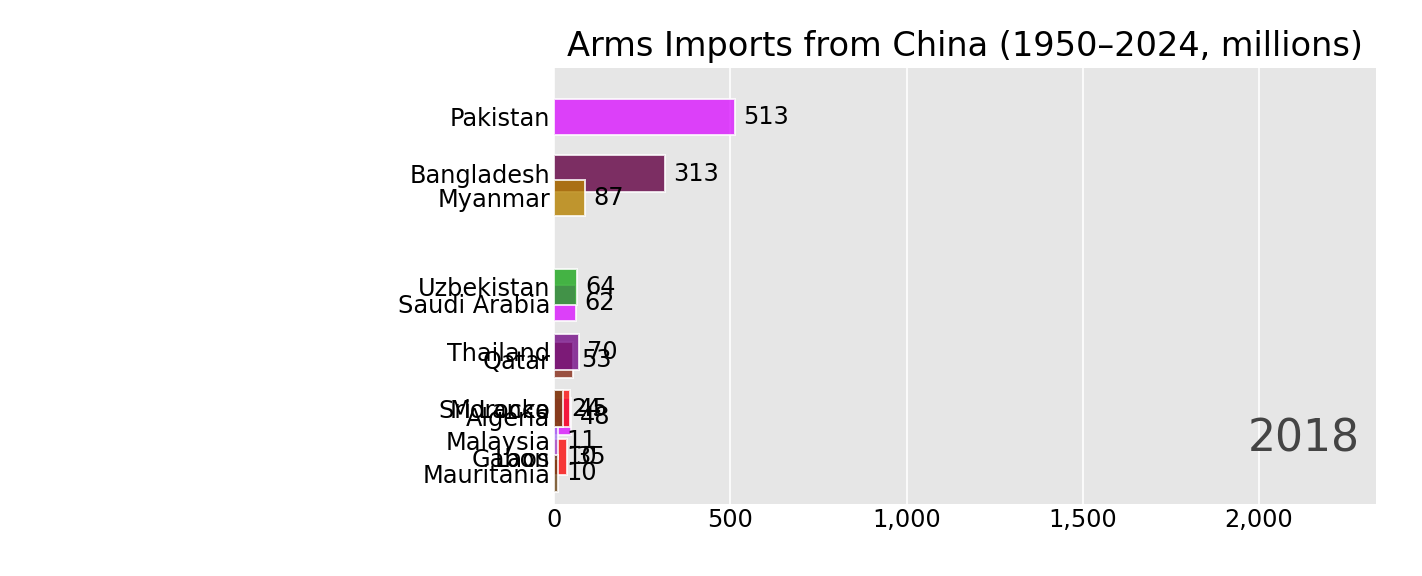 Arms Imports from China (1950–2024, millions)
Pakistan 513
Bangladesh 313
Myanmar 87
Uzbekistan 64
Saudi Arabia 62
Thailand 70
Qatar 53
Algeria 48
Malaysia 11
Mauritania 10
2018
0 500 1,000 1,500 2,000